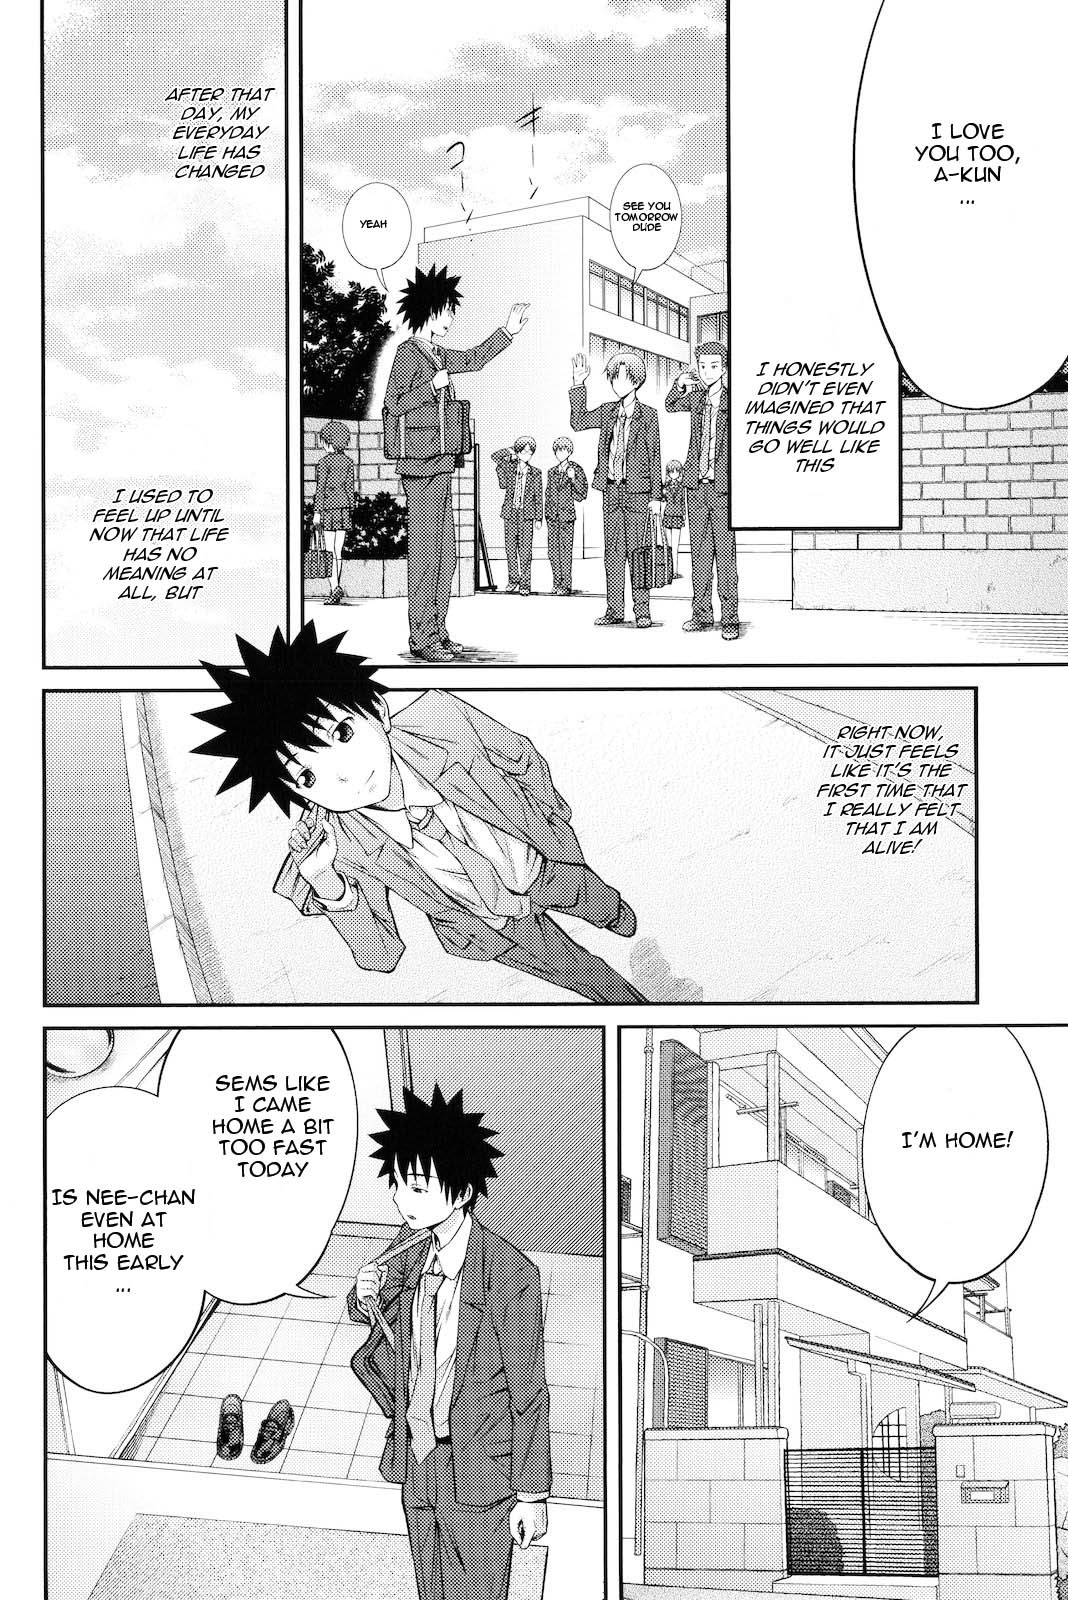 I LOVE
YOU TOO,
A-KUN
...
I HONESTLY
DIDN'T EVEN
IMAGINED THAT
THINGS WOULD
GO WELL LIKE
THIS
SEE YOU
TOMORROW
DUDE
YEAH
AFTER THAT
DAY, MY
EVERYDAY
LIFE HAS
CHANGED
I USED TO
FEEL UP UNTIL
NOW THAT LIFE
HAS NO
MEANING AT
ALL, BUT
RIGHT NOW,
IT JUST FEELS
LIKE IT'S THE
FIRST TIME THAT
I REALLY FELT
THAT I AM
ALIVE!
I'M HOME!
SEMS LIKE
I CAME
HOME A BIT
TOO FAST
TODAY
IS NEE-CHAN
EVEN AT
HOME
THIS EARLY
...